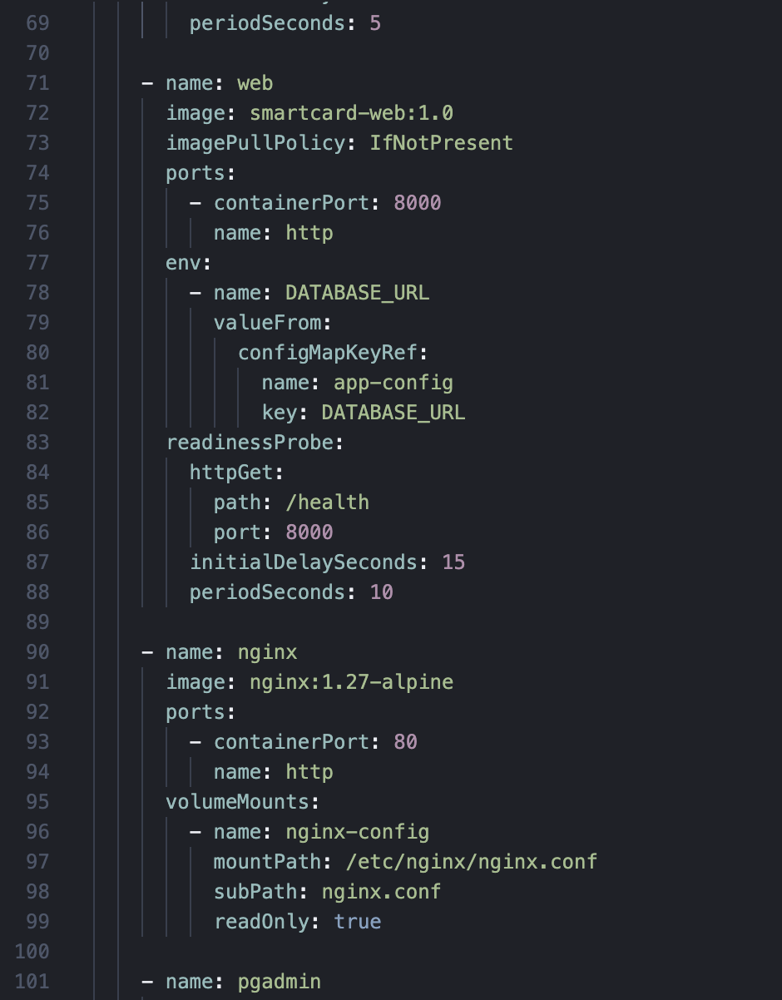 69 periodSeconds: 5
70
71 - name: web
72 image: smartcard-web:1.0
73 imagePullPolicy: IfNotPresent
74 ports:
75 - containerPort: 8000
76 name: http
77 env:
78 - name: DATABASE_URL
79 valueFrom:
80 configMapKeyRef:
81 name: app-config
82 key: DATABASE_URL
83 readinessProbe:
84 httpGet:
85 path: /health
86 port: 8000
87 initialDelaySeconds: 15
88 periodSeconds: 10
89
90 - name: nginx
91 image: nginx:1.27-alpine
92 ports:
93 - containerPort: 80
94 name: http
95 volumeMounts:
96 - name: nginx-config
97 mountPath: /etc/nginx/nginx.conf
98 subPath: nginx.conf
99 readOnly: true
100
101 - name: pgadmin